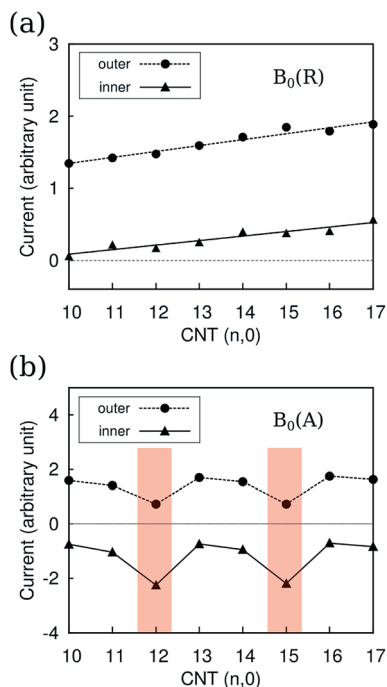 (a)
3
outer
inner
B₀(R)
2
1
0
Current (arbitrary unit)
10 11 12 13 14 15 16 17
CNT (n,0)
(b)
4
outer
inner
B₀(A)
2
0
-2
-4
Current (arbitrary unit)
10 11 12 13 14 15 16 17
CNT (n,0)